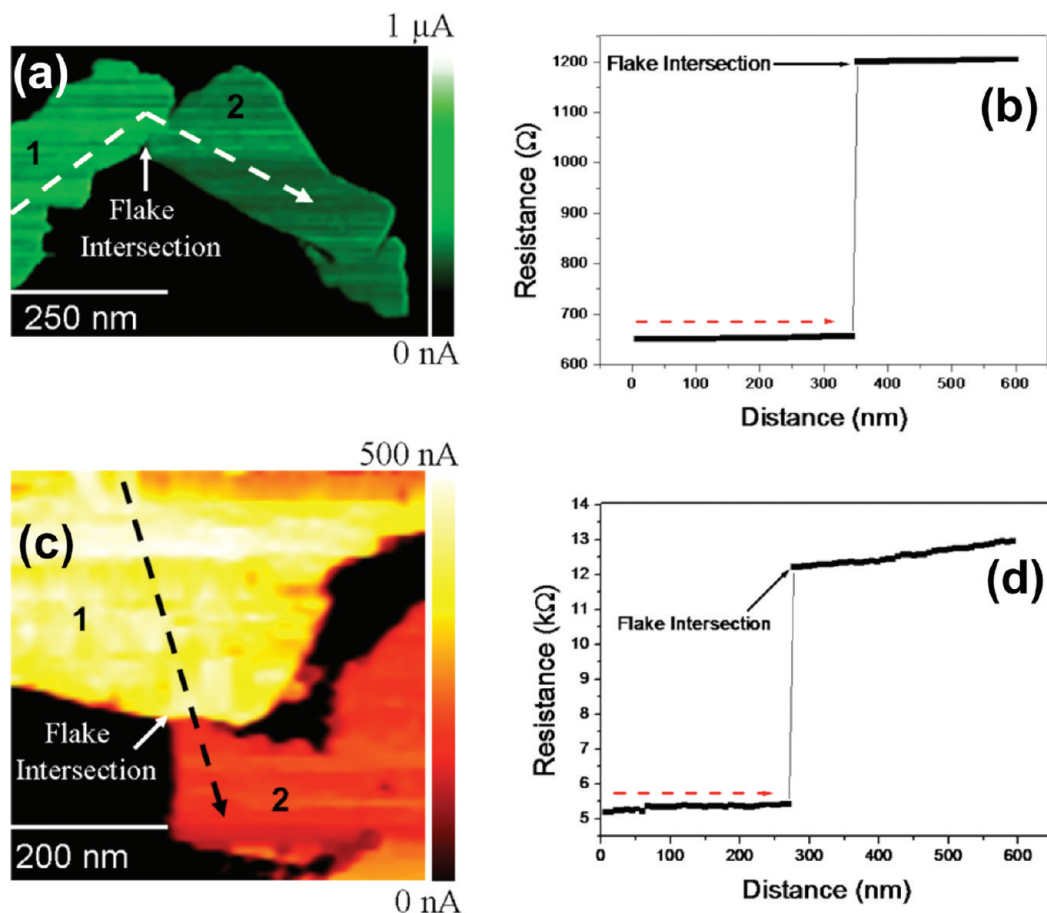 1 μA
(a)
2
1
Flake
Intersection
250 nm
0 nA
(b)
Flake Intersection
1200
1100
1000
900
800
700
600
Resistance (Ω)
0 100 200 300 400 500 600
Distance (nm)
500 nA
(c)
1
Flake
Intersection
2
200 nm
0 nA
(d)
14
13
12
11
10
9
8
7
6
5
Flake Intersection
Resistance (kΩ)
0 100 200 300 400 500 600
Distance (nm)